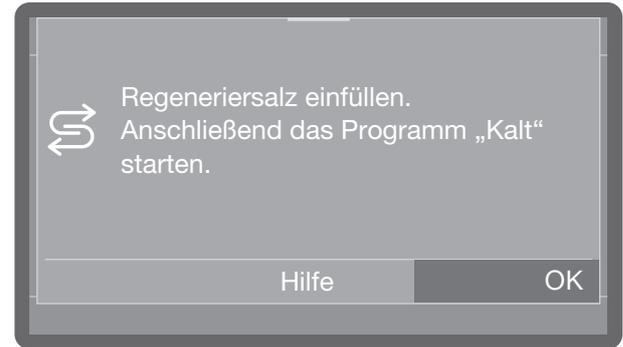 Regeneriersalz einfüllen.
Anschließend das Programm „Kalt“
starten.
Hilfe
OK